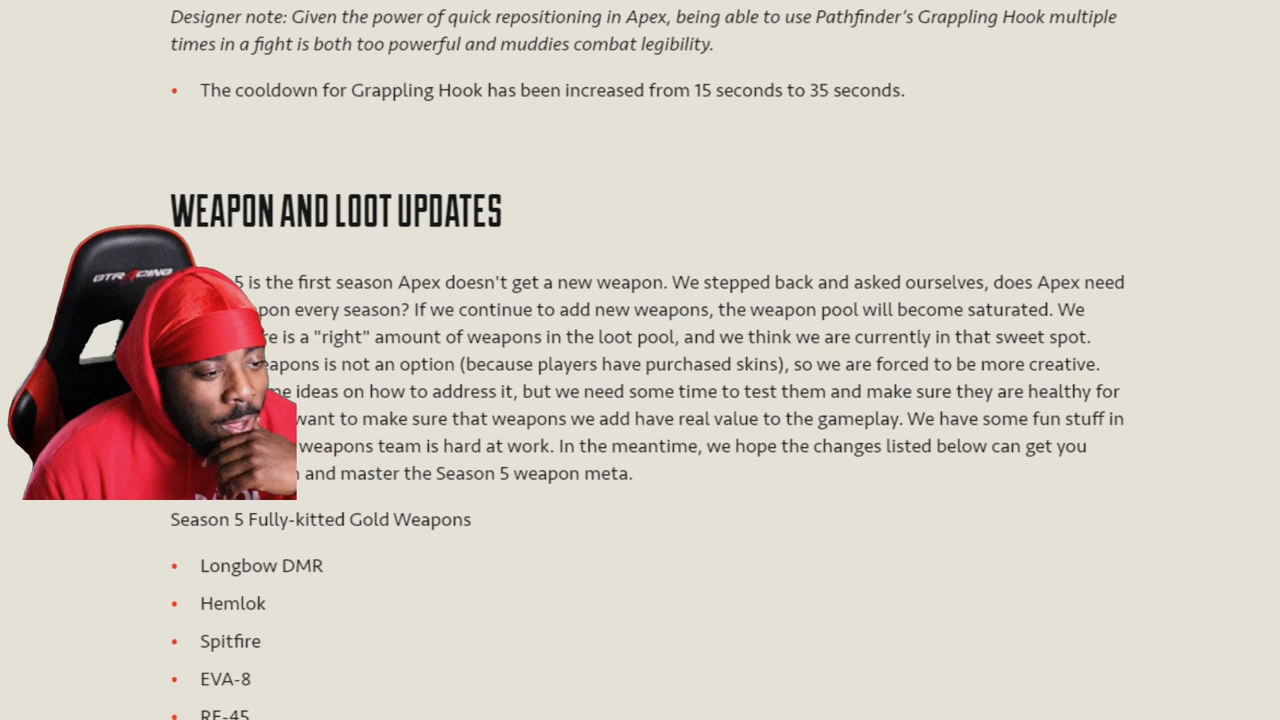 Designer note: Given the power of quick repositioning in Apex, being able to use Pathfinder's Grappling Hook multiple
times in a fight is both too powerful and muddies combat legibility.
• The cooldown for Grappling Hook has been increased from 15 seconds to 35 seconds.
WEAPON AND LOOT UPDATES
5 is the first season Apex doesn't get a new weapon. We stepped back and asked ourselves, does Apex need
every season? If we continue to add new weapons, the weapon pool will become saturated. We
is a "right" amount of weapons in the loot pool, and we think we are currently in that sweet spot.
is not an option (because players have purchased skins), so we are forced to be more creative.
ideas on how to address it, but we need some time to test them and make sure they are healthy for
want to make sure that weapons we add have real value to the gameplay. We have some fun stuff in
weapons team is hard at work. In the meantime, we hope the changes listed below can get you
and master the Season 5 weapon meta.
GTRACING
Season 5 Fully-kitted Gold Weapons
• Longbow DMR
• Hemlok
• Spitfire
• EVA-8
• RE-45